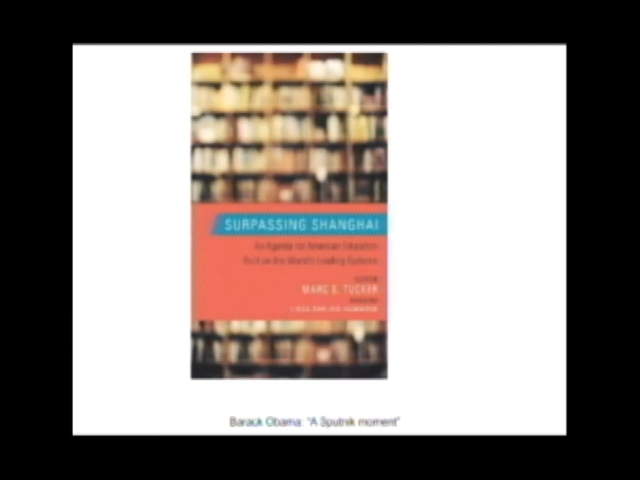 SURPASSING SHANGHAI
An Agenda for American Education
Built on the World's Leading Systems
MARC S. TUCKER
Barack Obama: "A Sputnik moment"